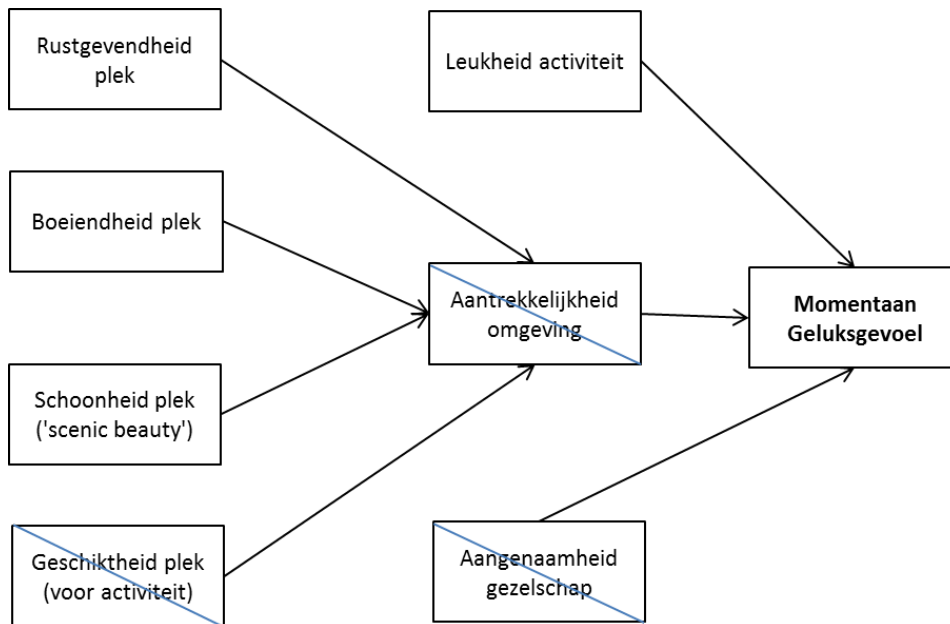 Rustgevendheid
plek
Leukheid activiteit
Boeiendheid plek
Aantrekkelijkheid
omgeving
Momentaan
Geluksgevoel
Schoonheid plek
('scenic beauty')
Geschiktheid plek
(voor activiteit)
Aangenaamheid
gezelschap